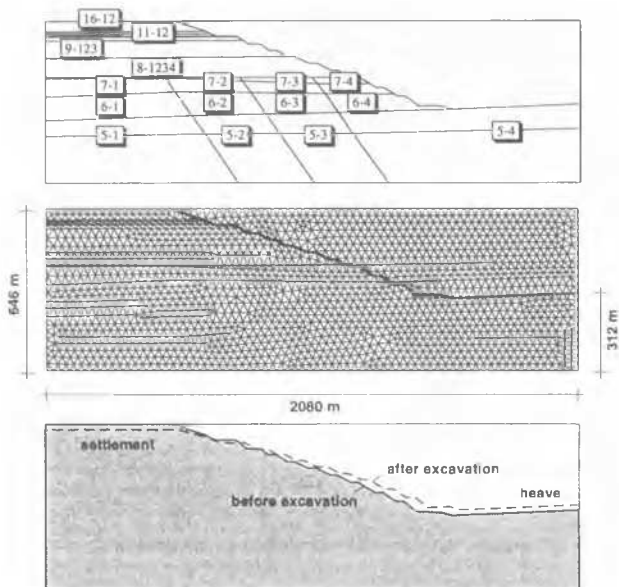 16-12
11-12
9-123
8-1234
7-1 7-2 7-3 7-4
6-1 6-2 6-3 6-4
5-1 5-2 5-3 5-4
646 m
312 m
2080 m
settlement
after excavation
before excavation
heave